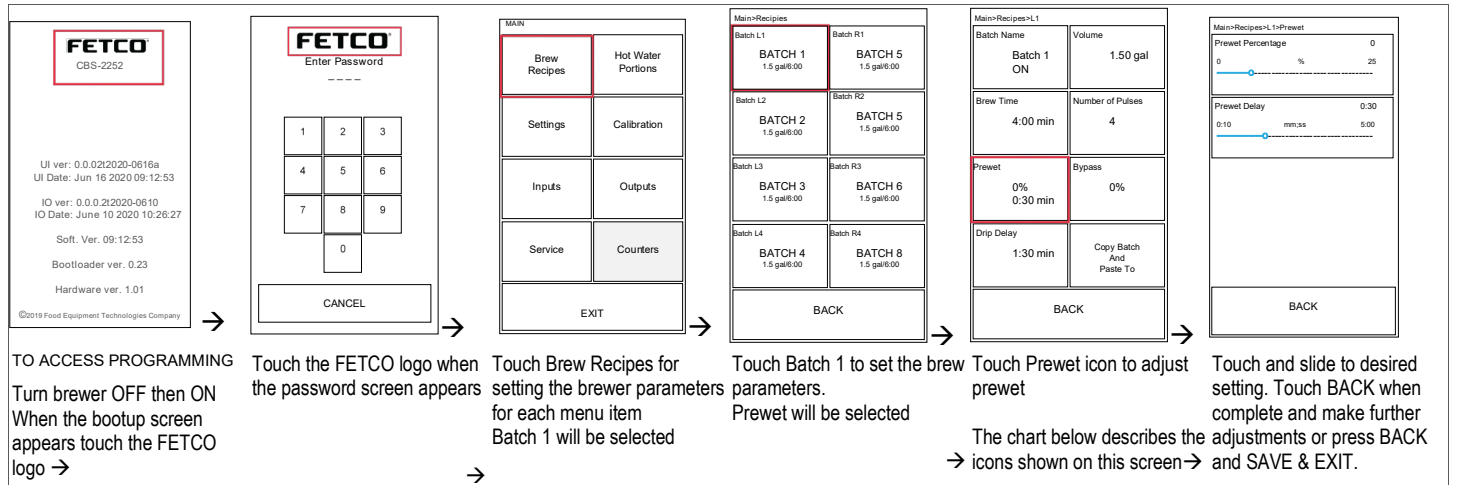 FETCO
CBS-2252
UI ver: 0.0.02t2020-0616a
UI Date: Jun 16 2020 09:12:53
IO ver: 0.0.0.2t2020-0610
IO Date: June 10 2020 10:26:27
Soft. Ver. 09:12:53
Bootloader ver. 0.23
Hardware ver. 1.01
©2019 Food Equipment Technologies Company
→
TO ACCESS PROGRAMMING
Turn brewer OFF then ON
When the bootup screen
appears touch the FETCO
logo →
FETCO
Enter Password
_ _ _ _
1 2 3
4 5 6
7 8 9
0
CANCEL
→
Touch the FETCO logo when
the password screen appears
→
MAIN
Brew
Recipes
Hot Water
Portions
Settings
Calibration
Inputs
Outputs
Service
Counters
EXIT
→
Touch Brew Recipes for
setting the brewer parameters
for each menu item
Batch 1 will be selected
Main>Recipies
Batch L1
BATCH 1
1.5 gal/6:00
Batch R1
BATCH 5
1.5 gal/6:00
Batch L2
BATCH 2
1.5 gal/6:00
Batch R2
BATCH 5
1.5 gal/6:00
Batch L3
BATCH 3
1.5 gal/6:00
Batch R3
BATCH 6
1.5 gal/6:00
Batch L4
BATCH 4
1.5 gal/6:00
Batch R4
BATCH 8
1.5 gal/6:00
BACK
→
Touch Batch 1 to set the brew
parameters.
Prewet will be selected
→
Main>Recipes>L1
Batch Name
Batch 1
ON
Volume
1.50 gal
Brew Time
4:00 min
Number of Pulses
4
Prewet
0%
0:30 min
Bypass
0%
Drip Delay
1:30 min
Copy Batch
And
Paste To
BACK
→
Touch Prewet icon to adjust
prewet
The chart below describes the
icons shown on this screen→
Main>Recipes>L1>Prewet
Prewet Percentage 0
0 % 25
Prewet Delay 0:30
0:10 mm;ss 5:00
BACK
Touch and slide to desired
setting. Touch BACK when
complete and make further
adjustments or press BACK
and SAVE & EXIT.